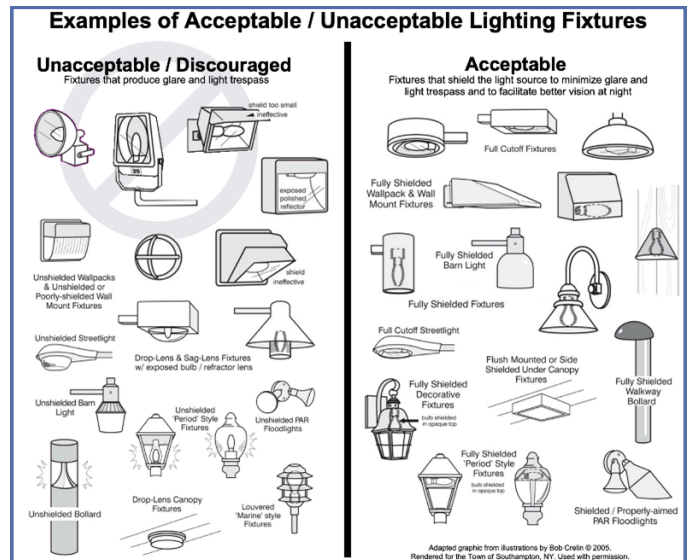 Examples of Acceptable / Unacceptable Lighting Fixtures
Unacceptable / Discouraged
Fixtures that produce glare and light trespass
shield too small
ineffective
25
exposed
polished
reflector
Unshielded Wallpacks
& Unshielded or
Poorly-shielded Wall
Mount Fixtures
shield
ineffective
Unshielded Streetlight
Drop-Lens & Sag-Lens Fixtures
w/ exposed bulb / refractor lens
Unshielded Barn
Light
Unshielded
'Period' Style
Fixtures
Unshielded PAR
Floodlights
Unshielded Bollard
Drop-Lens Canopy
Fixtures
Louvered
'Marine' style
Fixtures
Acceptable
Fixtures that shield the light source to minimize glare and
light trespass and to facilitate better vision at night
Full Cutoff Fixtures
Fully Shielded
Wallpack & Wall
Mount Fixtures
Fully Shielded
Barn Light
Fully Shielded Fixtures
Full Cutoff Streetlight
Flush Mounted or Side
Shielded Under Canopy
Fixtures
Fully Shielded
Walkway
Bollard
Fully Shielded
Decorative
Fixtures
bulb shielded
in opaque top
Fully Shielded
'Period' Style
Fixtures
bulb shielded
in opaque top
Shielded / Properly-aimed
PAR Floodlights
Adapted graphic from illustrations by Bob Crelin © 2005.
Rendered for the Town of Southampton, NY. Used with permission.